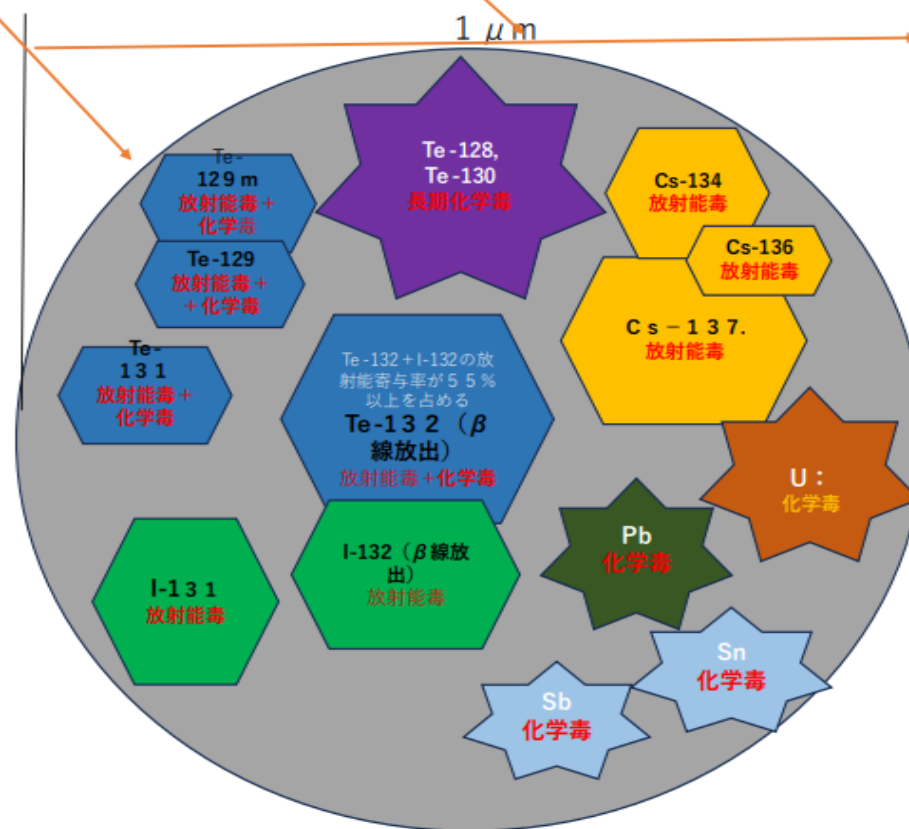 1 μm
Te-
129m
放射能毒＋
化学毒
Te-129
放射能毒＋
＋化学毒
Te-
１３１
放射能毒＋
化学毒
Te-128,
Te-130
長期化学毒
Cs-134
放射能毒
Cs-136
放射能毒
Ｃｓ－１３７.
放射能毒
Te-132＋I-132の放
射能寄与率が５５%
以上を占める
Te-１３２（β
線放出）
放射能毒＋化学毒
I-132（β線放
出）
放射能毒
I-１３１
放射能毒
U：
化学毒
Pb
化学毒
Sn
化学毒
Sb
化学毒